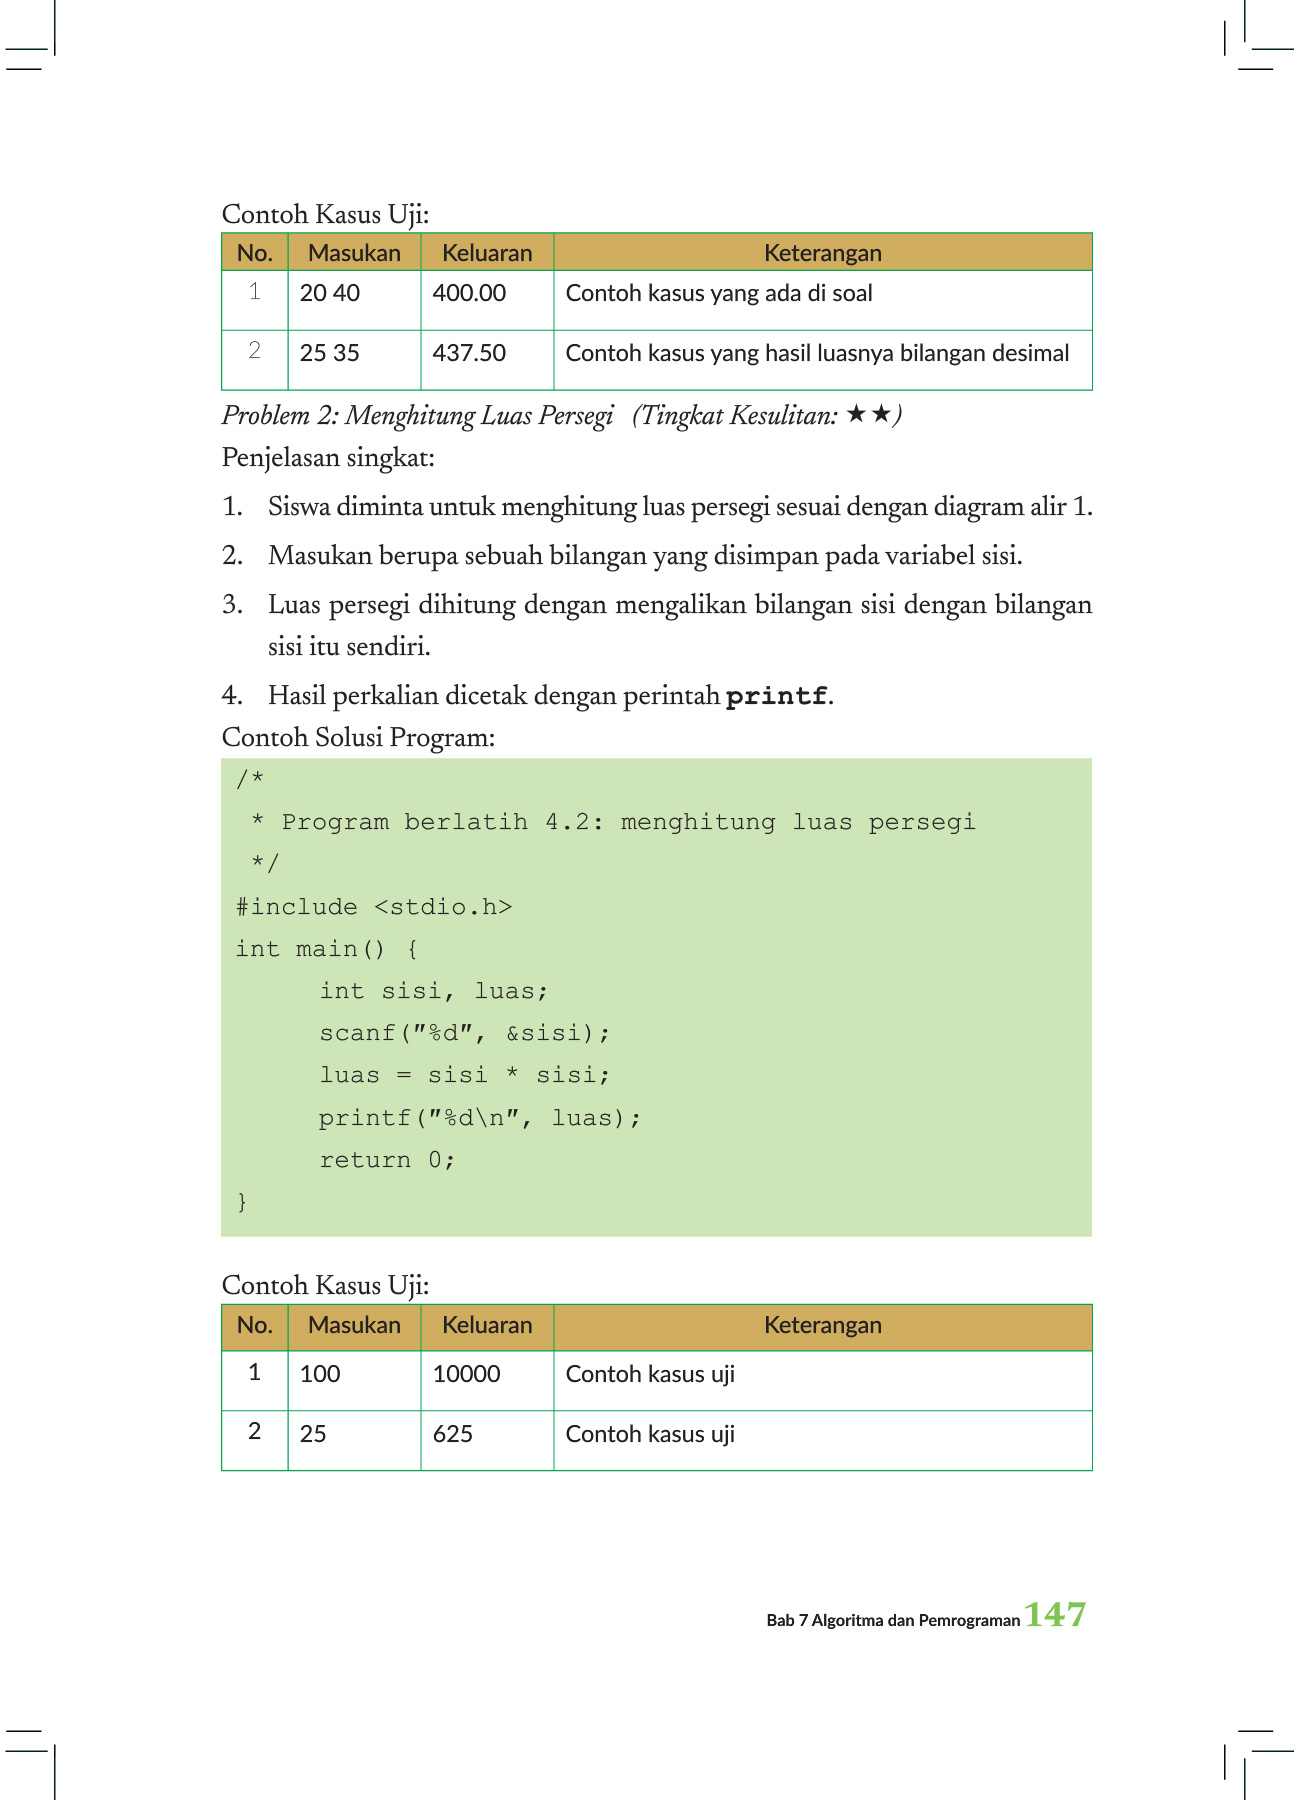 Contoh Kasus Uji:
No. Masukan Keluaran Keterangan
1 20 40 400.00 Contoh kasus yang ada di soal
2 25 35 437.50 Contoh kasus yang hasil luasnya bilangan desimal
Problem 2: Menghitung Luas Persegi (Tingkat Kesulitan: ★★)
Penjelasan singkat:
1. Siswa diminta untuk menghitung luas persegi sesuai dengan diagram alir 1.
2. Masukan berupa sebuah bilangan yang disimpan pada variabel sisi.
3. Luas persegi dihitung dengan mengalikan bilangan sisi dengan bilangan
sisi itu sendiri.
4. Hasil perkalian dicetak dengan perintah printf.
Contoh Solusi Program:
/*
* Program berlatih 4.2: menghitung luas persegi
*/
#include <stdio.h>
int main() {
int sisi, luas;
scanf("%d", &sisi);
luas = sisi * sisi;
printf("%d\n", luas);
return 0;
}
Contoh Kasus Uji:
No. Masukan Keluaran Keterangan
1 100 10000 Contoh kasus uji
2 25 625 Contoh kasus uji
Bab 7 Algoritma dan Pemrograman 147